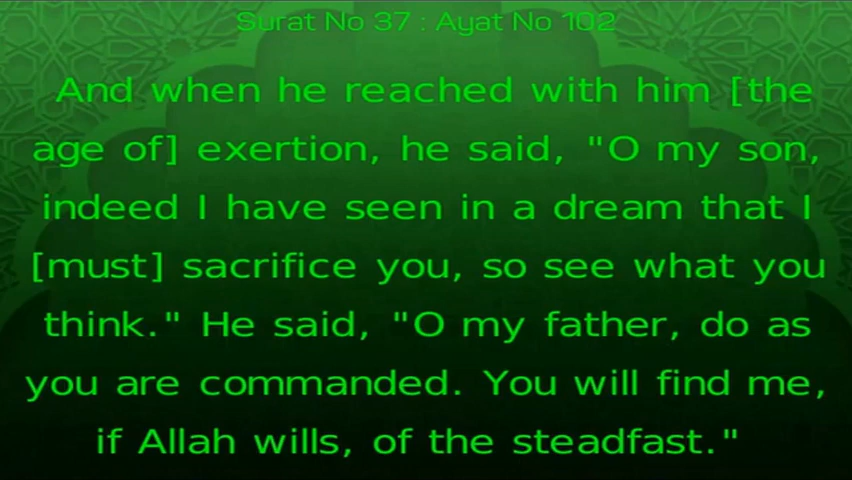 Surat No 37 : Ayat No 102
And when he reached with him [the
age of] exertion, he said, "O my son,
indeed I have seen in a dream that I
[must] sacrifice you, so see what you
think." He said, "O my father, do as
you are commanded. You will find me,
if Allah wills, of the steadfast."